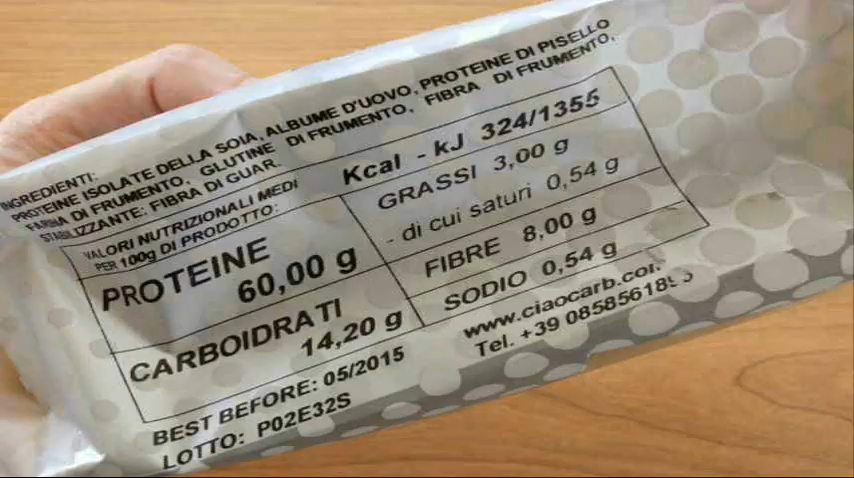 INGREDIENTI:
PROTEINE ISOLATE DELLA SOIA, ALBUME D'UOVO, PROTEINE DI PISELLO
FARINA DI FRUMENTO, GLUTINE DI FRUMENTO, FIBRA DI FRUMENTO,
STABILIZZANTE: FIBRA DI GUAR.
VALORI NUTRIZIONALI MEDI
PER 100g DI PRODOTTO:
Kcal - kJ 324/1355
PROTEINE
60,00 g
GRASSI 3,00 g
- di cui saturi 0,54 g
CARBOIDRATI
14,20 g
FIBRE 8,00 g
SODIO 0,54 g
BEST BEFORE: 05/2015
LOTTO: P02E32S
www.ciaocarb.com
Tel. +39